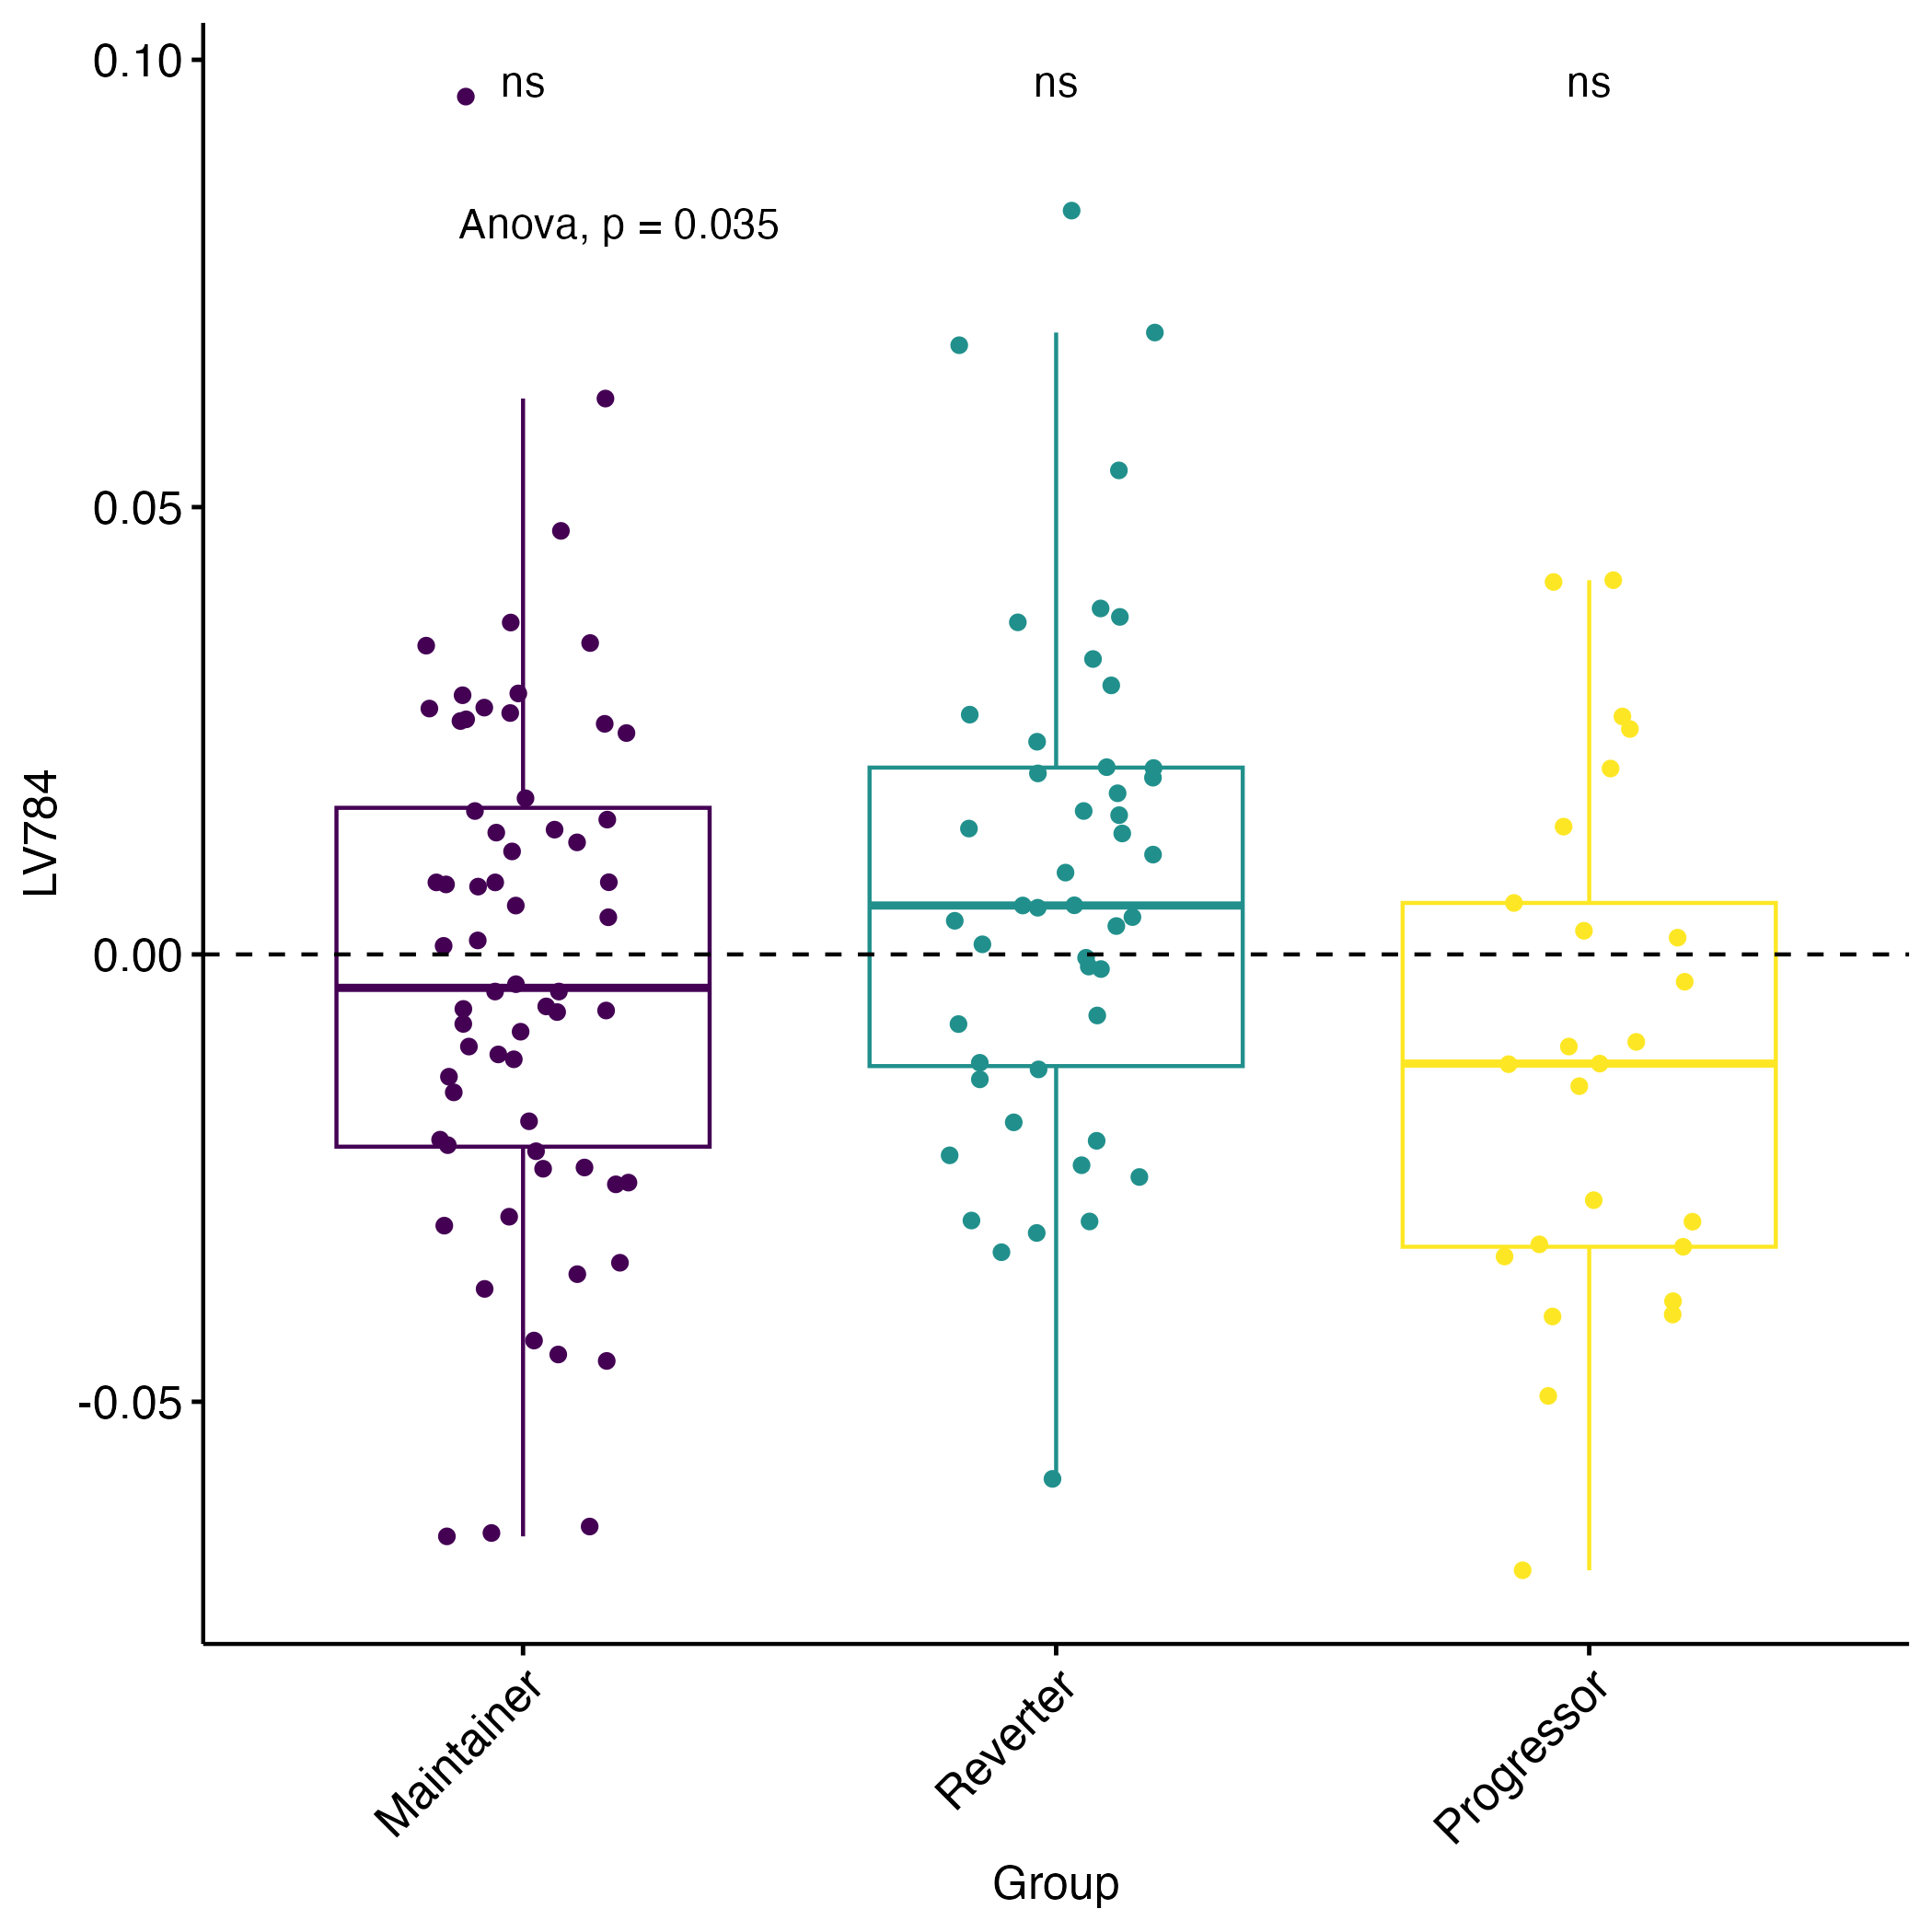 0.10
ns
ns
ns
Anova, p = 0.035
0.05
LV784
0.00
-0.05
Maintainer
Reverter
Progressor
Group